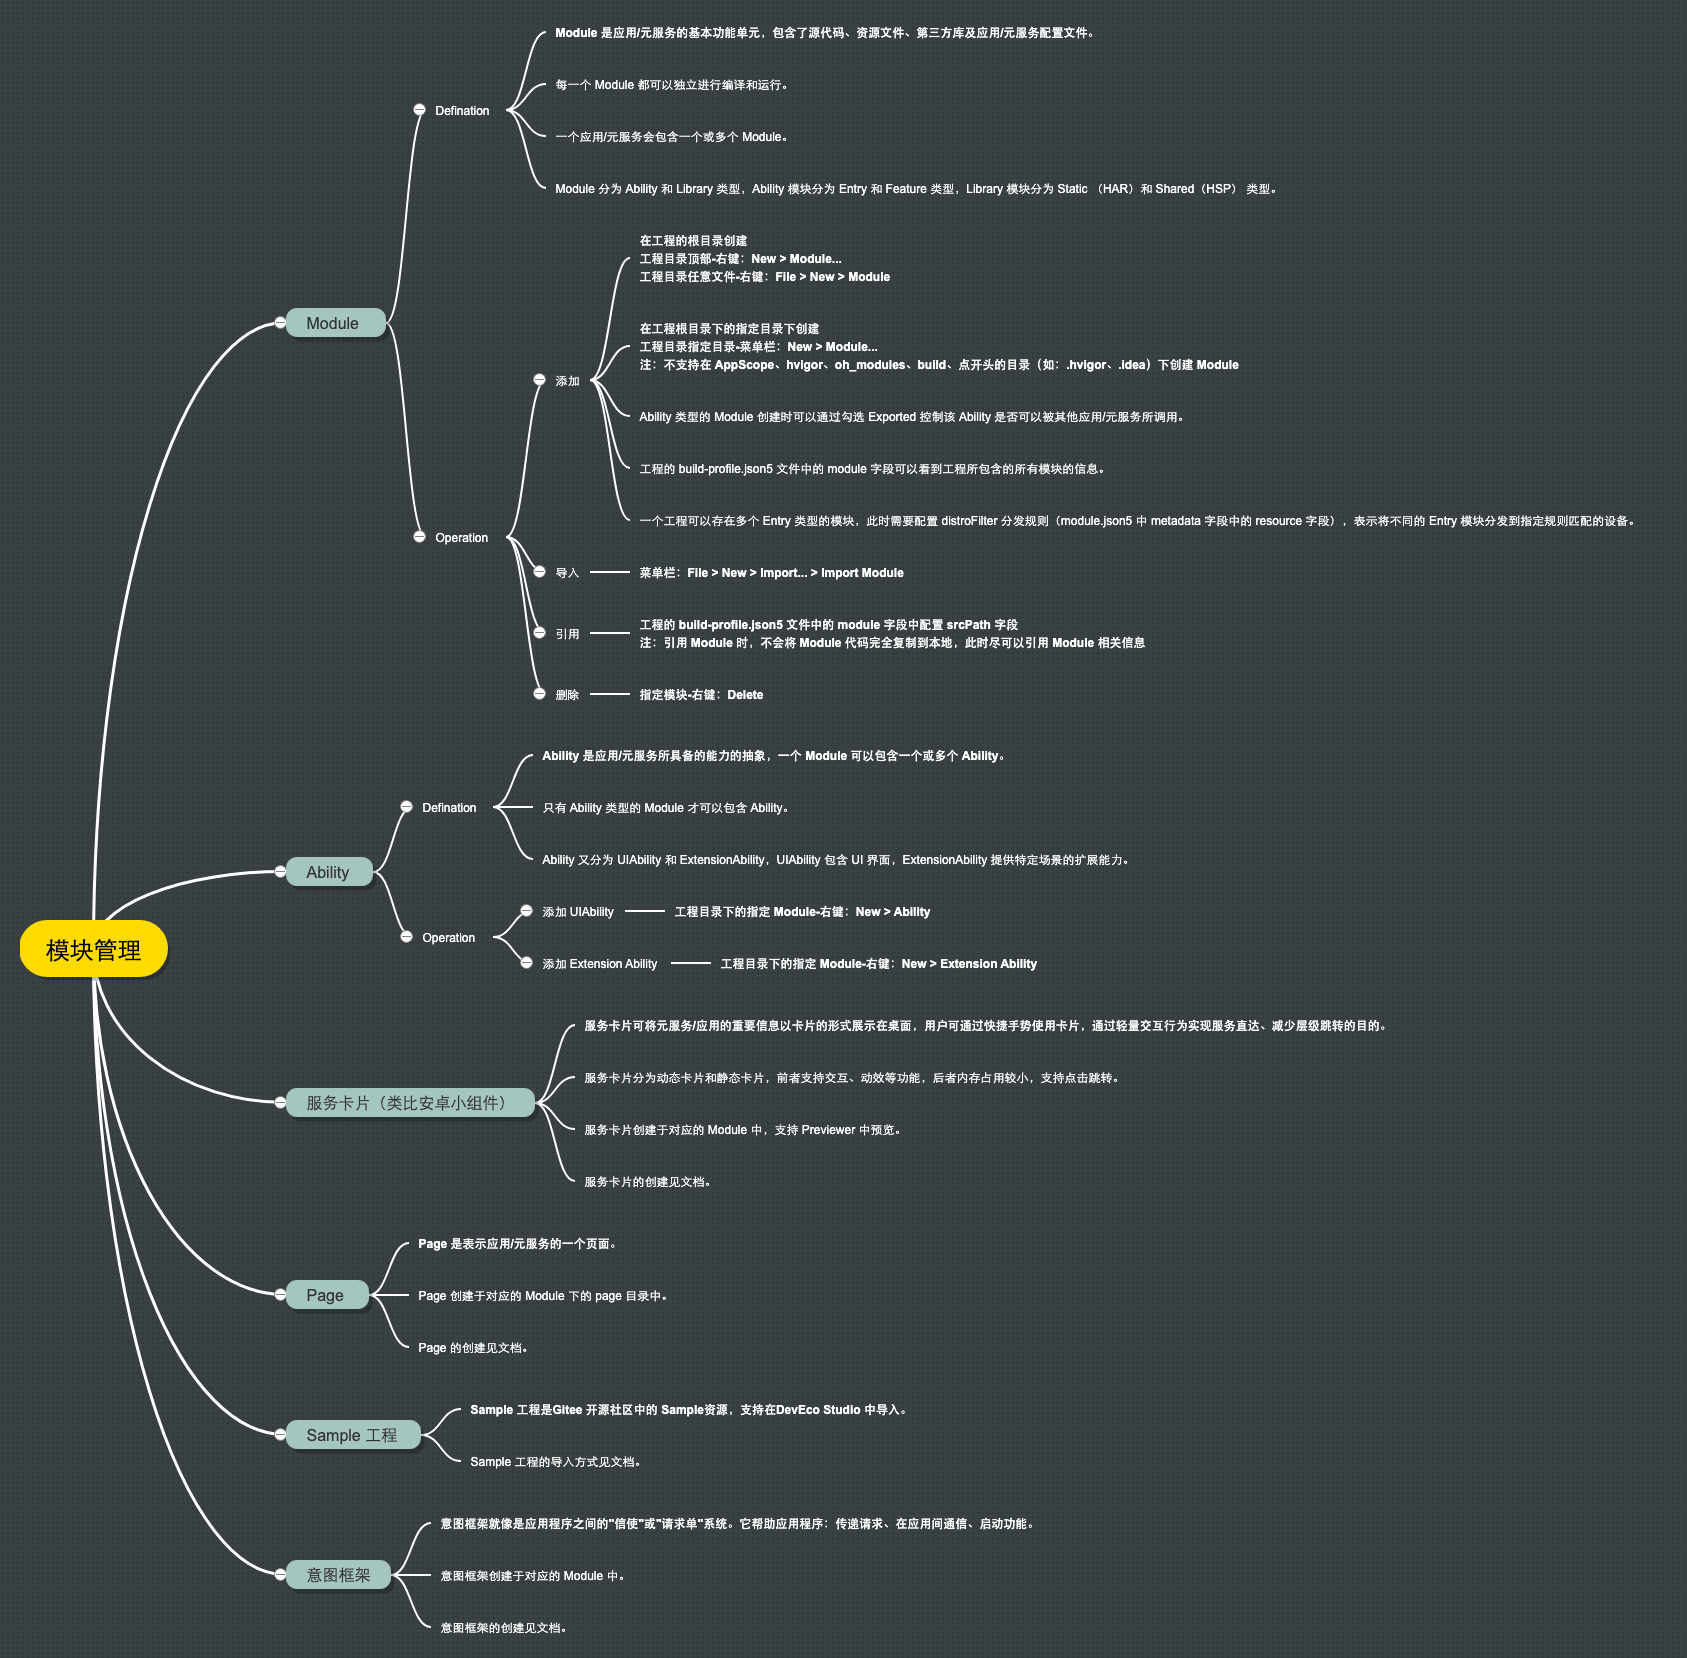 模块管理
Module
Defination
Module 是应用/元服务的基本功能单元，包含了源代码、资源文件、第三方库及应用/元服务配置文件。
每一个 Module 都可以独立进行编译和运行。
一个应用/元服务会包含一个或多个 Module。
Module 分为 Ability 和 Library 类型，Ability 模块分为 Entry 和 Feature 类型，Library 模块分为 Static （HAR）和 Shared（HSP） 类型。
Operation
添加
在工程的根目录创建
工程目录顶部-右键：New > Module...
工程目录任意文件-右键：File > New > Module
在工程根目录下的指定目录下创建
工程目录指定目录-菜单栏：New > Module...
注：不支持在 AppScope、hvigor、oh_modules、build、点开头的目录（如：.hvigor、.idea）下创建 Module
Ability 类型的 Module 创建时可以通过勾选 Exported 控制该 Ability 是否可以被其他应用/元服务所调用。
工程的 build-profile.json5 文件中的 module 字段可以看到工程所包含的所有模块的信息。
一个工程可以存在多个 Entry 类型的模块，此时需要配置 distroFilter 分发规则（module.json5 中 metadata 字段中的 resource 字段），表示将不同的 Entry 模块分发到指定规则匹配的设备。
导入
菜单栏：File > New > Import... > Import Module
引用
工程的 build-profile.json5 文件中的 module 字段中配置 srcPath 字段
注：引用 Module 时，不会将 Module 代码完全复制到本地，此时尽可以引用 Module 相关信息
删除
指定模块-右键：Delete
Ability
Defination
Ability 是应用/元服务所具备的能力的抽象，一个 Module 可以包含一个或多个 Ability。
只有 Ability 类型的 Module 才可以包含 Ability。
Ability 又分为 UIAbility 和 ExtensionAbility，UIAbility 包含 UI 界面，ExtensionAbility 提供特定场景的扩展能力。
Operation
添加 UIAbility
工程目录下的指定 Module-右键：New > Ability
添加 Extension Ability
工程目录下的指定 Module-右键：New > Extension Ability
服务卡片（类比安卓小组件）
服务卡片可将元服务/应用的重要信息以卡片的形式展示在桌面，用户可通过快捷手势使用卡片，通过轻量交互行为实现服务直达、减少层级跳转的目的。
服务卡片分为动态卡片和静态卡片，前者支持交互、动效等功能，后者内存占用较小，支持点击跳转。
服务卡片创建于对应的 Module 中，支持 Previewer 中预览。
服务卡片的创建见文档。
Page
Page 是表示应用/元服务的一个页面。
Page 创建于对应的 Module 下的 page 目录中。
Page 的创建见文档。
Sample 工程
Sample 工程是Gitee 开源社区中的 Sample资源，支持在DevEco Studio 中导入。
Sample 工程的导入方式见文档。
意图框架
意图框架就像是应用程序之间的"信使"或"请求单"系统。它帮助应用程序：传递请求、在应用间通信、启动功能。
意图框架创建于对应的 Module 中。
意图框架的创建见文档。